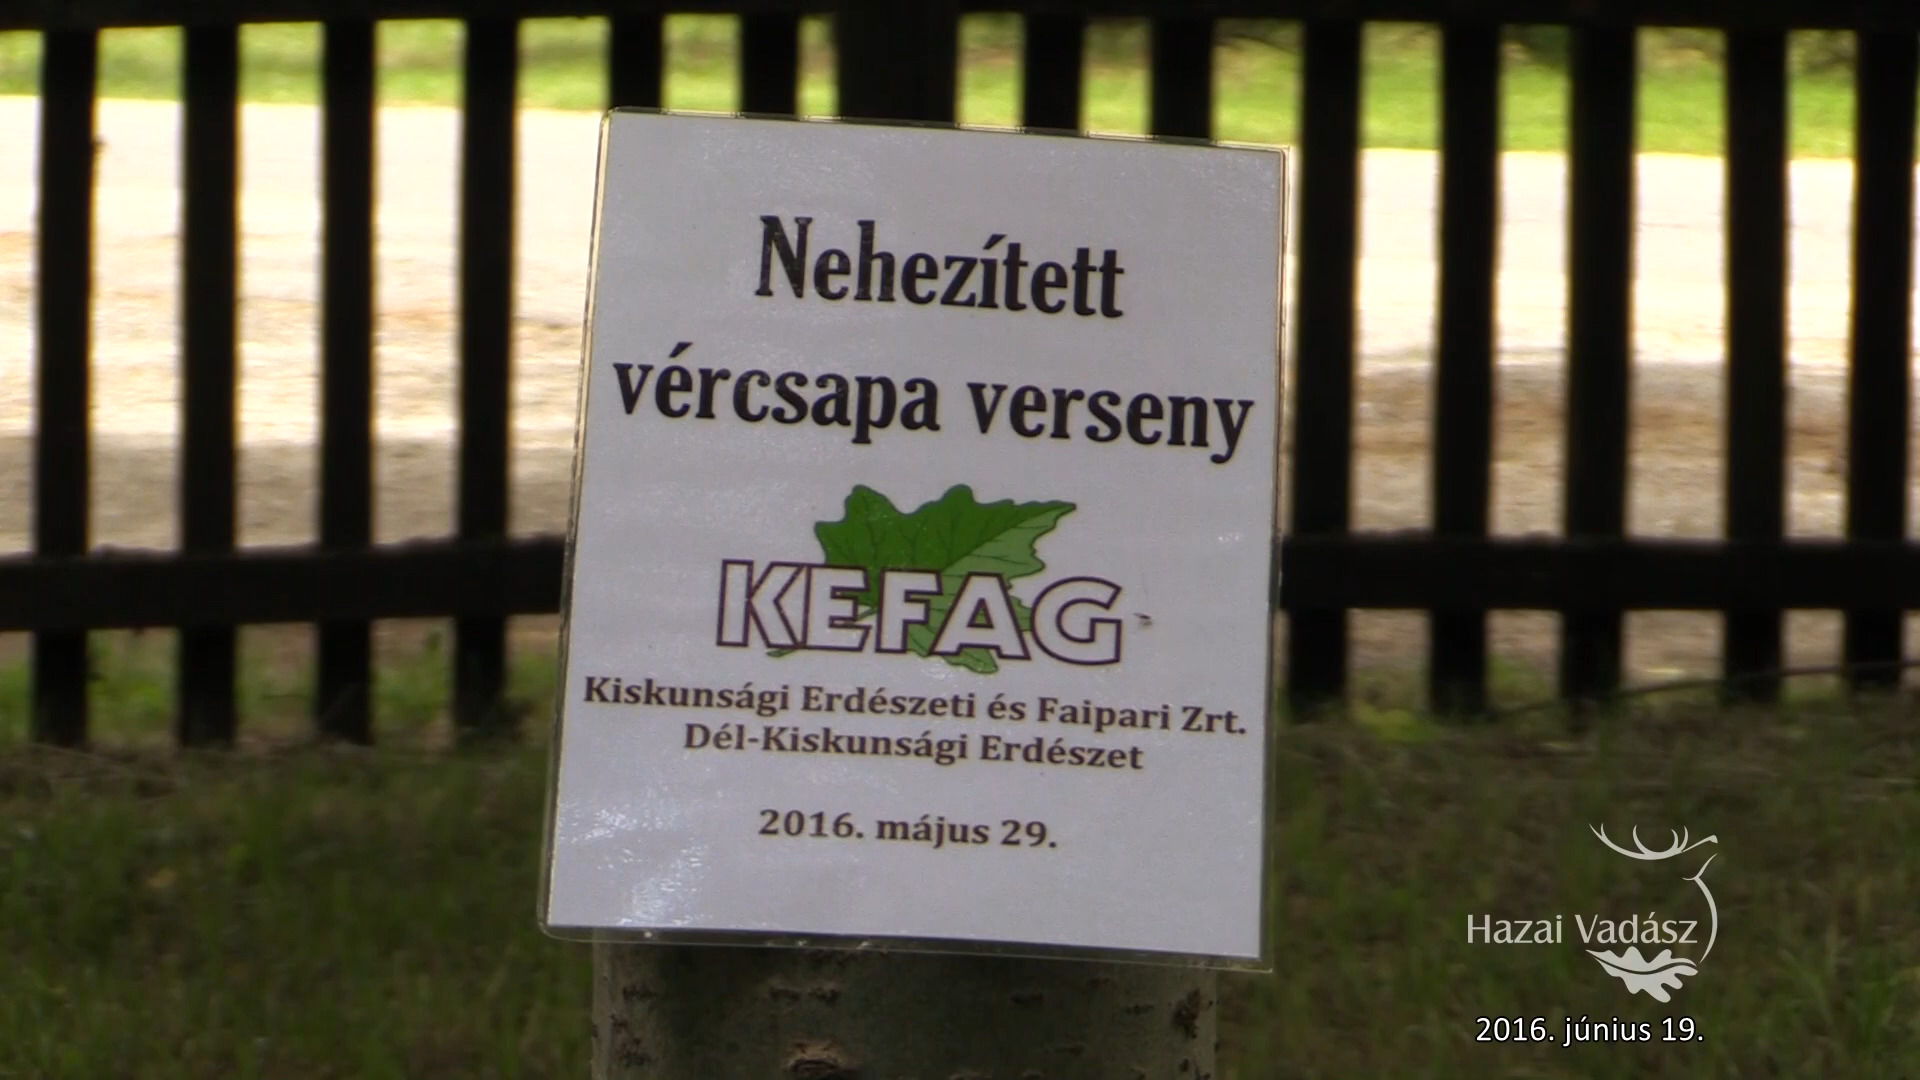 Nehezített
vércsapa verseny
KEFAG
Kiskunsági Erdészeti és Faipari Zrt.
Dél-Kiskunsági Erdészet
2016. május 29.
Hazai Vadász
2016. június 19.